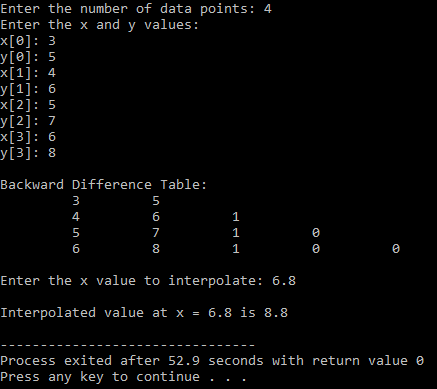 Enter the number of data points: 4
Enter the x and y values:
x[0]: 3
y[0]: 5
x[1]: 4
y[1]: 6
x[2]: 5
y[2]: 7
x[3]: 6
y[3]: 8
Backward Difference Table:
3 5
4 6 1
5 7 1 0
6 8 1 0 0
Enter the x value to interpolate: 6.8
Interpolated value at x = 6.8 is 8.8
--------------------------------
Process exited after 52.9 seconds with return value 0
Press any key to continue . . .